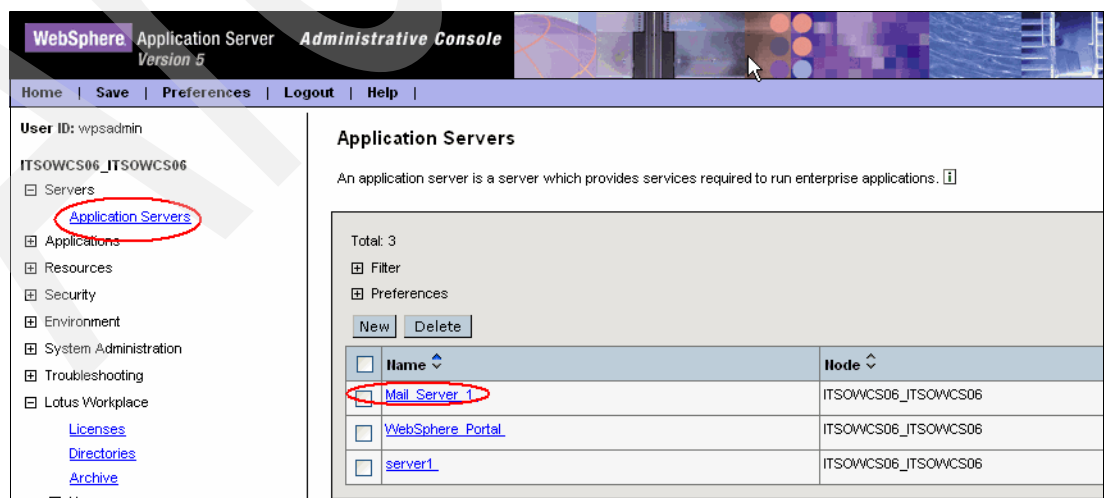 WebSphere Application Server Administrative Console
Version 5
Home | Save | Preferences | Logout | Help |
User ID: wpsadmin
ITSOWCS06_ITSOWCS06
Servers
Application Servers
Applications
Resources
Security
Environment
System Administration
Troubleshooting
Lotus Workplace
Licenses
Directories
Archive
Application Servers
An application server is a server which provides services required to run enterprise applications. i
Total: 3
Filter
Preferences
New Delete
Name Node
Mail_Server_1 ITSOWCS06_ITSOWCS06
WebSphere_Portal ITSOWCS06_ITSOWCS06
server1 ITSOWCS06_ITSOWCS06